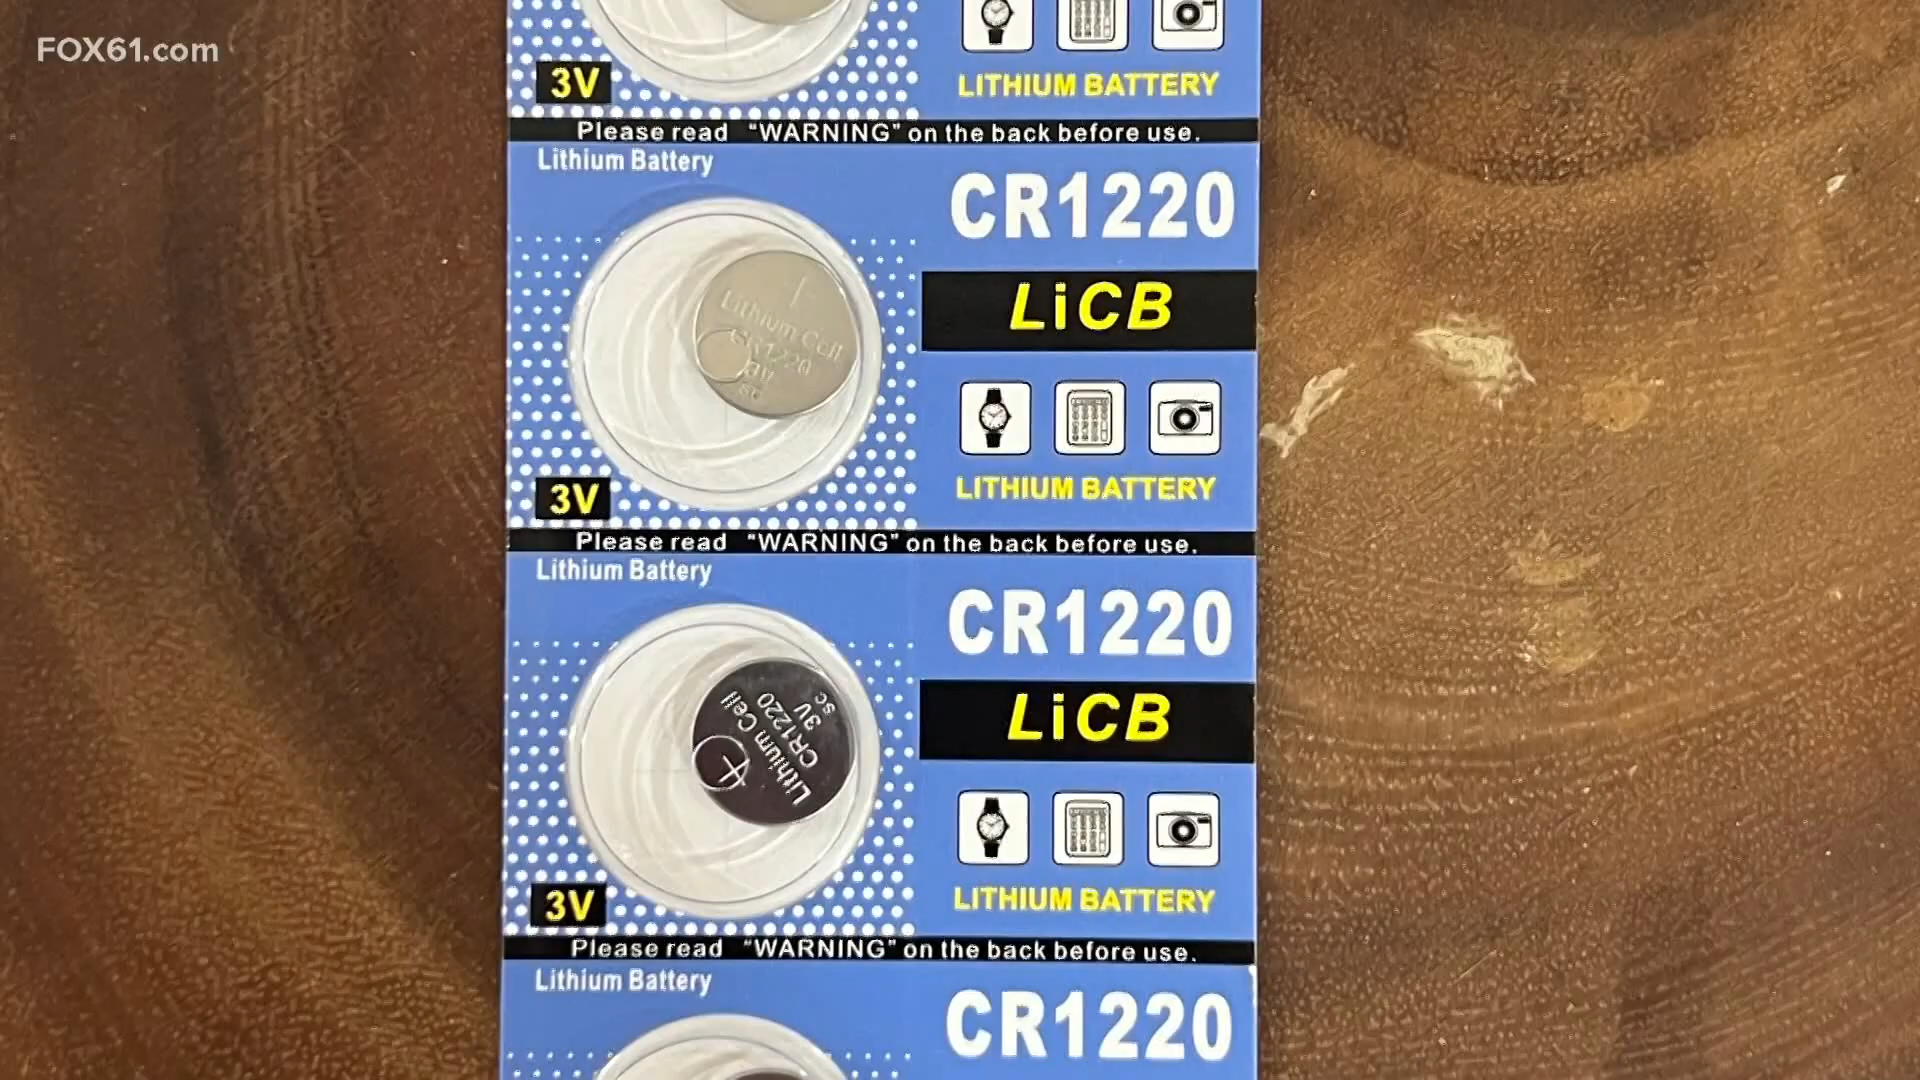 FOX61.com
3V
LITHIUM BATTERY
Please read "WARNING" on the back before use.
Lithium Battery
CR1220
Lithium Cell
CR1220
3V
SC
LiCB
3V
LITHIUM BATTERY
Please read "WARNING" on the back before use.
Lithium Battery
CR1220
+
Lithium Cell
CR1220
3V
SC
LiCB
3V
LITHIUM BATTERY
Please read "WARNING" on the back before use.
Lithium Battery
CR1220